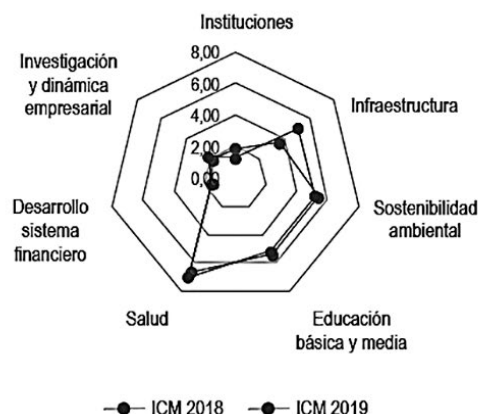 Instituciones
8,00
6,00
4,00
2,00
0,00
Investigación
y dinámica
empresarial
Infraestructura
Desarrollo
sistema
financiero
Sostenibilidad
ambiental
Salud
Educación
básica y media
ICM 2018
ICM 2019